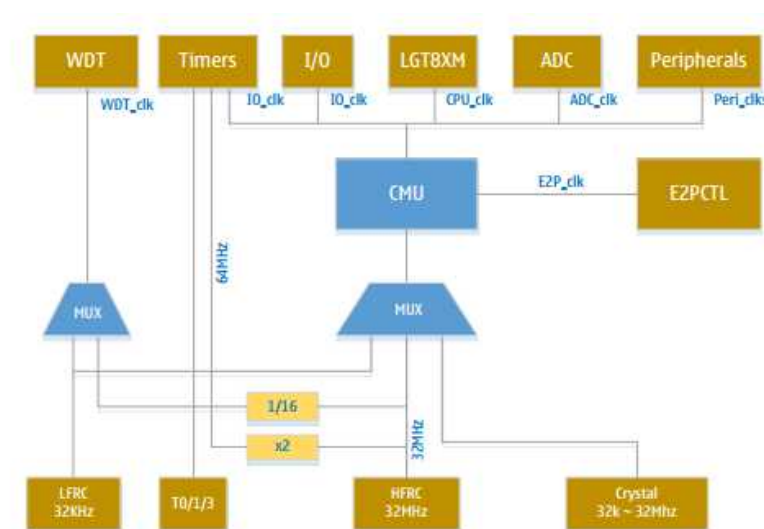 WDT
Timers
I/O
LGT8XM
ADC
Peripherals
WDT_clk
IO_clk
IO_clk
CPU_clk
ADC_clk
Peri_clks
CMU
E2P_clk
E2PCTL
64MHz
MUX
MUX
1/16
x2
32MHz
LFRC
32KHz
T0/1/3
HFRC
32MHz
Crystal
32k ~ 32Mhz